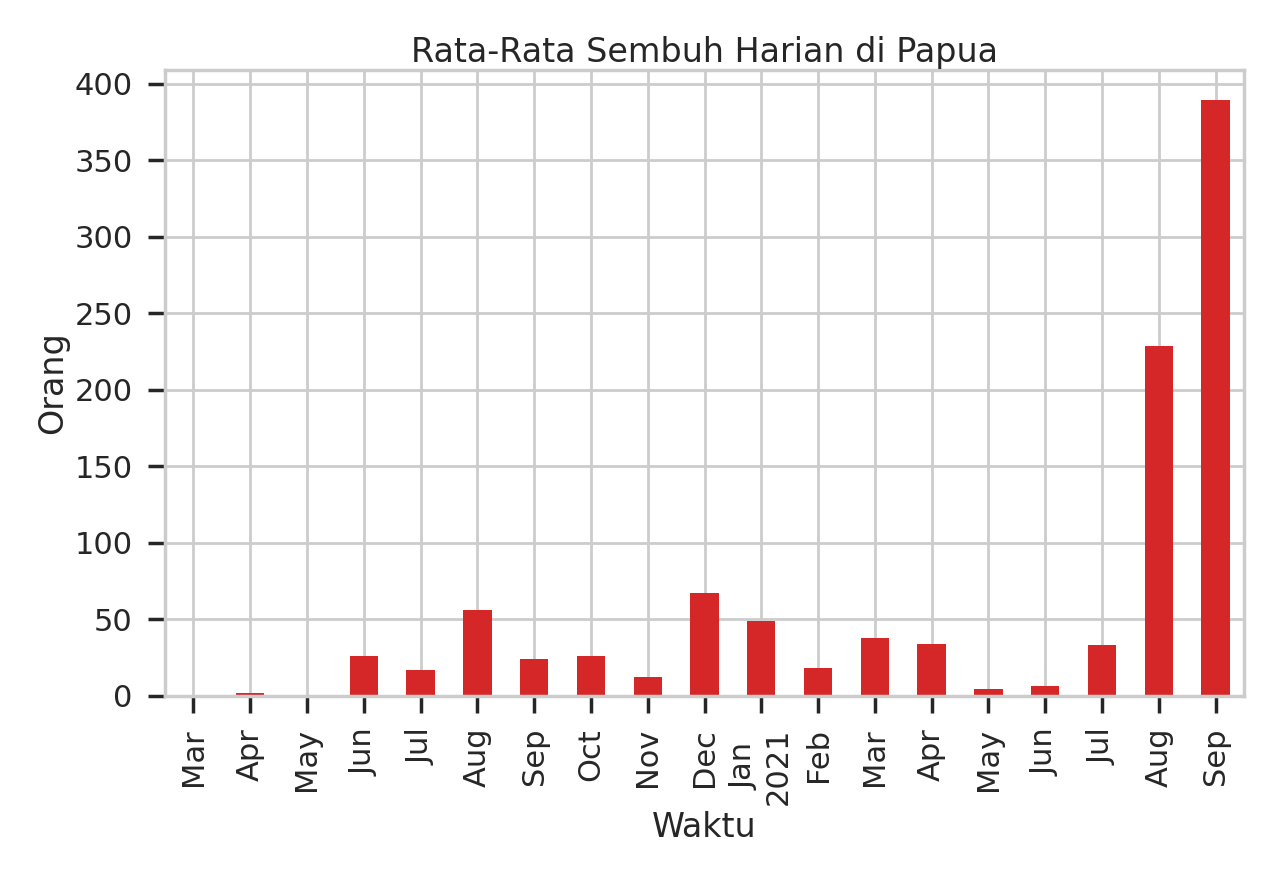 Rata-Rata Sembuh Harian di Papua
400
350
300
250
200
150
100
50
0
Orang
Mar
Apr
May
Jun
Jul
Aug
Sep
Oct
Nov
Dec
Jan
2021
Feb
Mar
Apr
May
Jun
Jul
Aug
Sep
Waktu